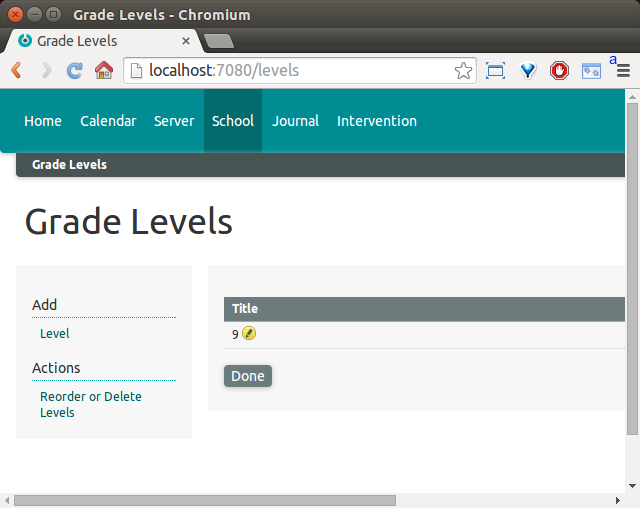 Grade Levels - Chromium
Grade Levels
localhost:7080/levels
a
Home Calendar Server School Journal Intervention
Grade Levels
Grade Levels
Add
Level
Actions
Reorder or Delete
Levels
Title
9
Done